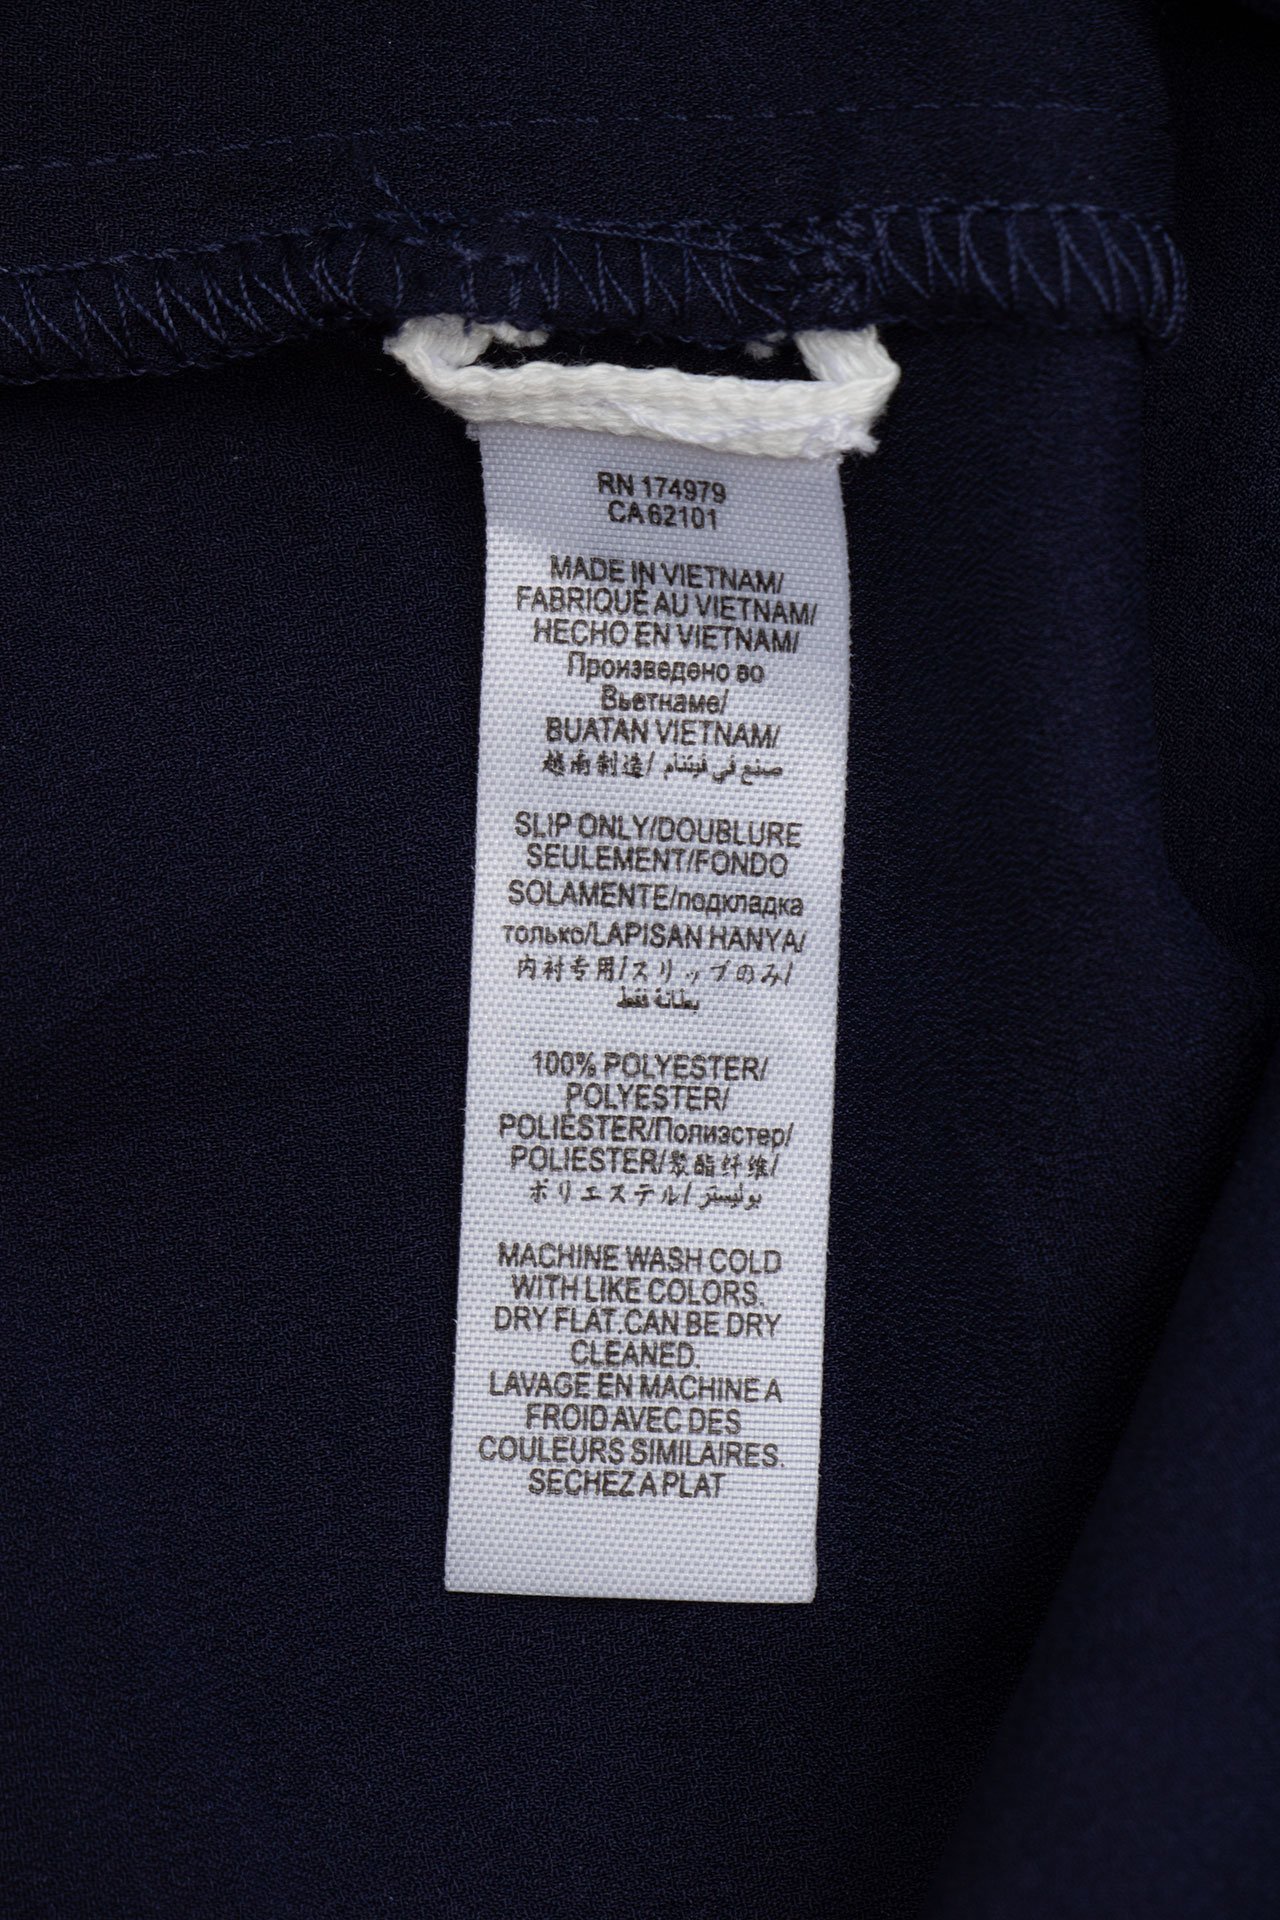 RN 174979
CA 62101
MADE IN VIETNAM/
FABRIQUÉ AU VIETNAM/
HECHO EN VIETNAM/
Произведено во
Вьетнаме/
BUATAN VIETNAM/
越南制造/ صنع في فيتنام
SLIP ONLY/DOUBLURE
SEULEMENT/FONDO
SOLAMENTE/подкладка
только/LAPISAN HANYA/
内衬专用/スリップのみ/
بطانة فقط
100% POLYESTER/
POLYESTER/
POLIÉSTER/Полиэстер/
POLIESTER/聚酯纤维/
ポリエステル/ بوليستر
MACHINE WASH COLD
WITH LIKE COLORS.
DRY FLAT.CAN BE DRY
CLEANED.
LAVAGE EN MACHINE A
FROID AVEC DES
COULEURS SIMILAIRES.
SECHEZ A PLAT